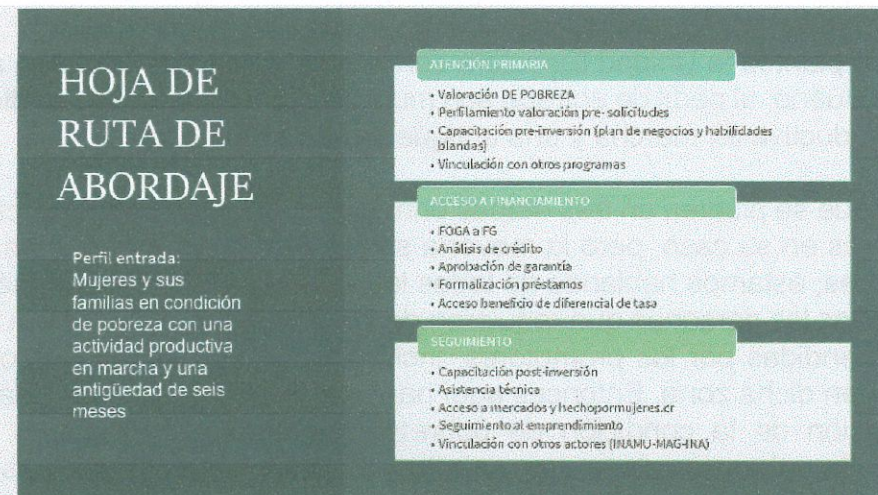 HOJA DE
RUTA DE
ABORDAJE
Perfil entrada:
Mujeres y sus
familias en condición
de pobreza con una
actividad productiva
en marcha y una
antigüedad de seis
meses
ATENCIÓN PRIMARIA
• Valoración DE POBREZA
• Perfilamiento valoración pre- solicitudes
• Capacitación pre-inversión (plan de negocios y habilidades
blandas)
• Vinculación con otros programas
ACCESO A FINANCIAMIENTO
• FOGA a FG
• Análisis de crédito
• Aprobación de garantía
• Formalización préstamos
• Acceso beneficio de diferencial de tasa
SEGUIMIENTO
• Capacitación post-inversión
• Asistencia técnica
• Acceso a mercados y hechopormujeres.cr
• Seguimiento al emprendimiento
• Vinculación con otros actores (INAMU-MAG-INA)